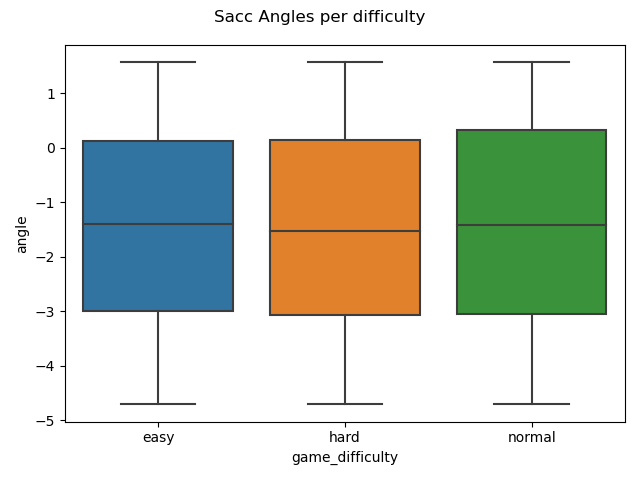 Sacc Angles per difficulty
angle
1
0
−1
−2
−3
−4
−5
easy hard normal
game_difficulty